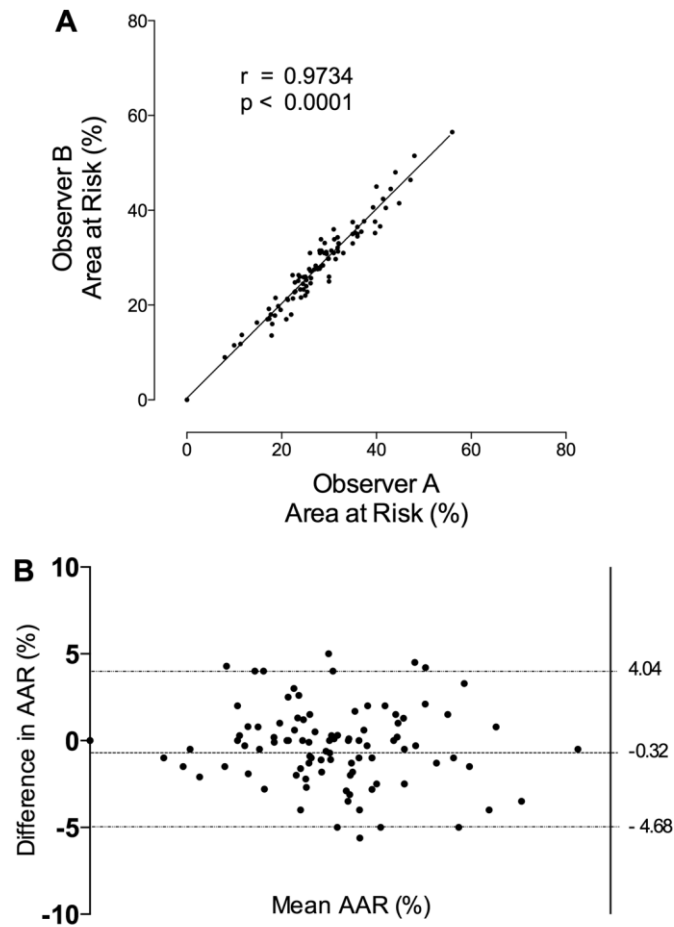 A
r = 0.9734
p < 0.0001
80
60
40
20
0
Observer B
Area at Risk (%)
0 20 40 60 80
Observer A
Area at Risk (%)
B
10
5
0
-5
-10
Difference in AAR (%)
4.04
-0.32
- 4.68
Mean AAR (%)